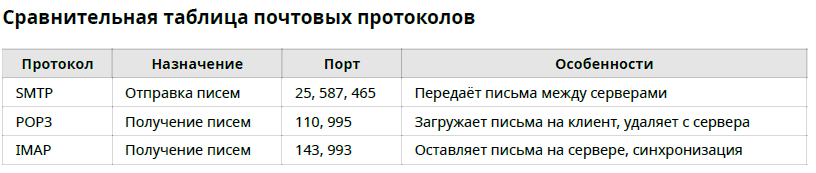 Сравнительная таблица почтовых протоколов
Протокол Назначение Порт Особенности
SMTP Отправка писем 25, 587, 465 Передаёт письма между серверами
POP3 Получение писем 110, 995 Загружает письма на клиент, удаляет с сервера
IMAP Получение писем 143, 993 Оставляет письма на сервере, синхронизация